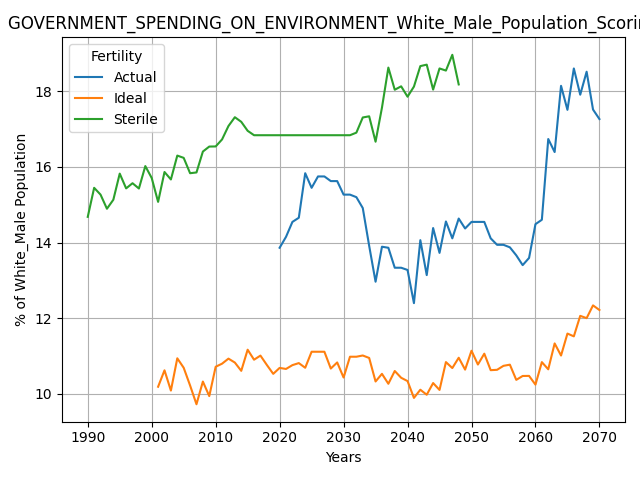 GOVERNMENT_SPENDING_ON_ENVIRONMENT_White_Male_Population_Scorin
Fertility
Actual
Ideal
Sterile
18
16
14
12
10
% of White_Male Population
1990
2000
2010
2020
2030
2040
2050
2060
2070
Years